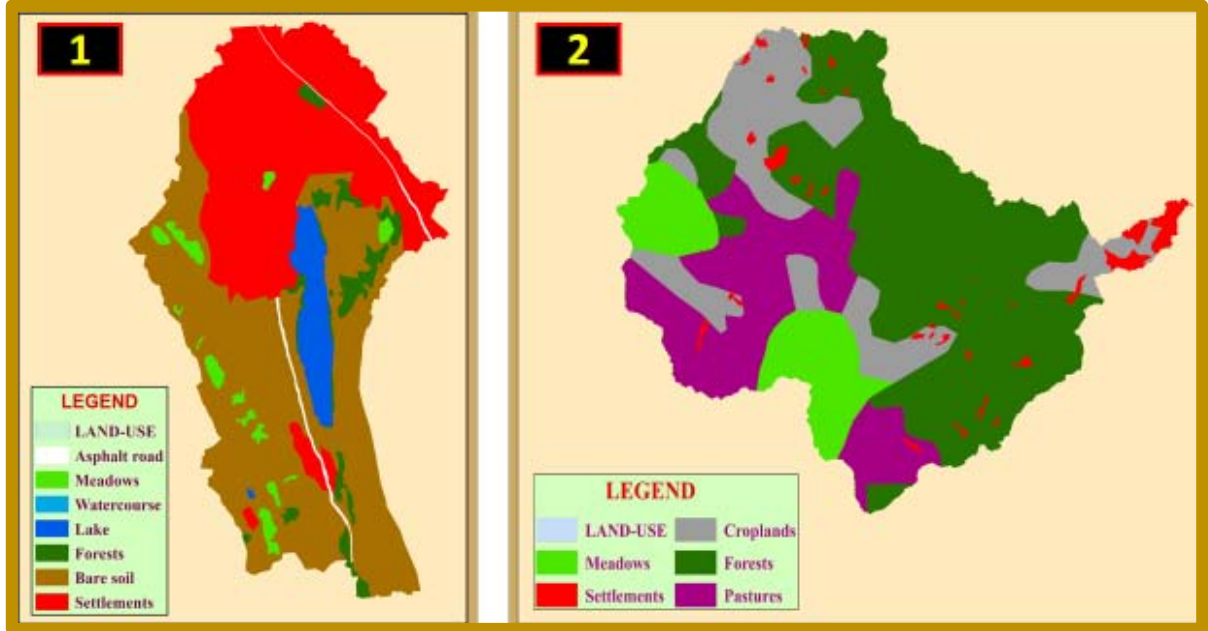 1
LEGEND
LAND-USE
Asphalt road
Meadows
Watercourse
Lake
Forests
Bare soil
Settlements
2
LEGEND
LAND-USE
Croplands
Meadows
Forests
Settlements
Pastures